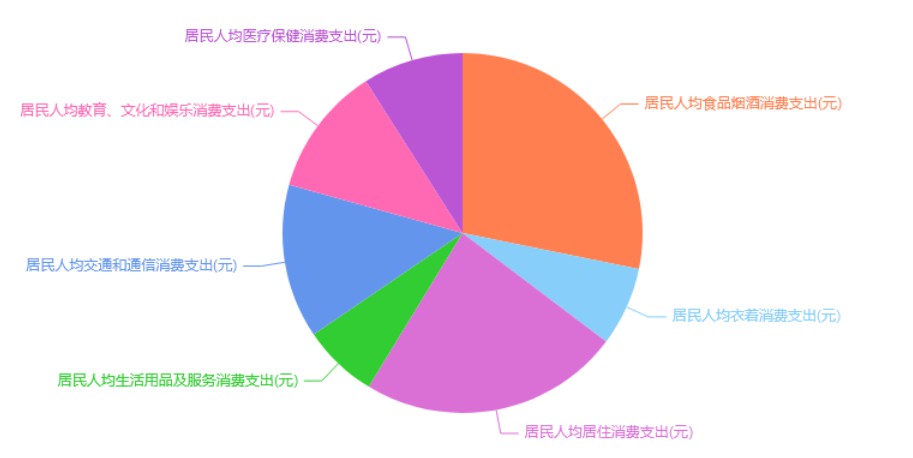 居民人均医疗保健消费支出(元)
居民人均食品烟酒消费支出(元)
居民人均教育、文化和娱乐消费支出(元)
居民人均交通和通信消费支出(元)
居民人均衣着消费支出(元)
居民人均生活用品及服务消费支出(元)
居民人均居住消费支出(元)